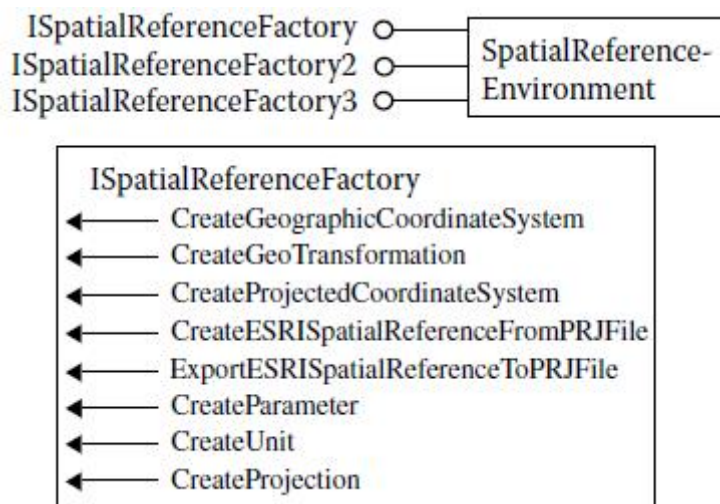 ISpatialReferenceFactory
ISpatialReferenceFactory2
ISpatialReferenceFactory3
SpatialReference-
Environment
ISpatialReferenceFactory
CreateGeographicCoordinateSystem
CreateGeoTransformation
CreateProjectedCoordinateSystem
CreateESRISpatialReferenceFromPRJFile
ExportESRISpatialReferenceToPRJFile
CreateParameter
CreateUnit
CreateProjection